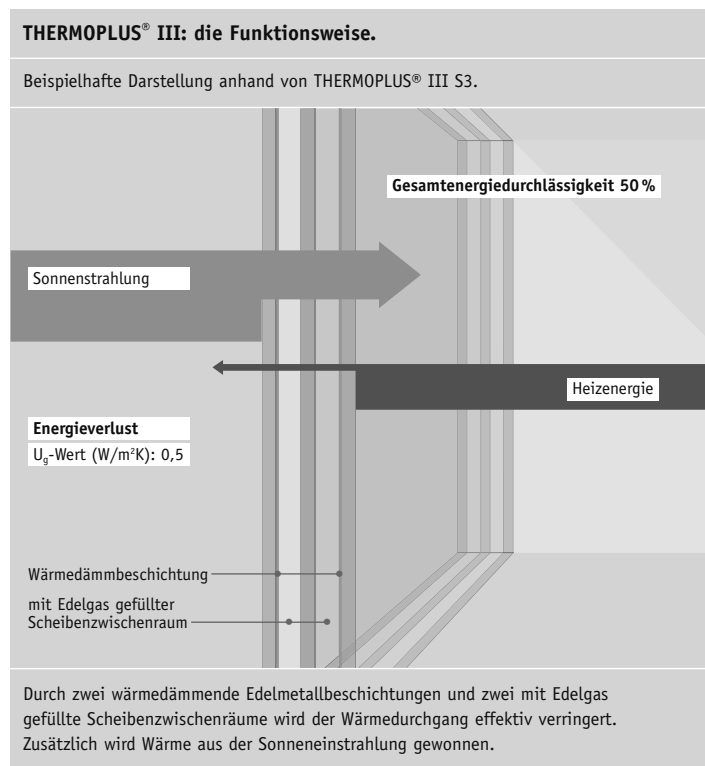 THERMOPLUS® III: die Funktionsweise.
Beispielhafte Darstellung anhand von THERMOPLUS® III S3.
Gesamtenergiedurchlässigkeit 50 %
Sonnenstrahlung
Heizenergie
Energieverlust
Ug-Wert (W/m²K): 0,5
Wärmedämmbeschichtung
mit Edelgas gefüllter
Scheibenzwischenraum
Durch zwei wärmedämmende Edelmetallbeschichtungen und zwei mit Edelgas
gefüllte Scheibenzwischenräume wird der Wärmedurchgang effektiv verringert.
Zusätzlich wird Wärme aus der Sonneneinstrahlung gewonnen.